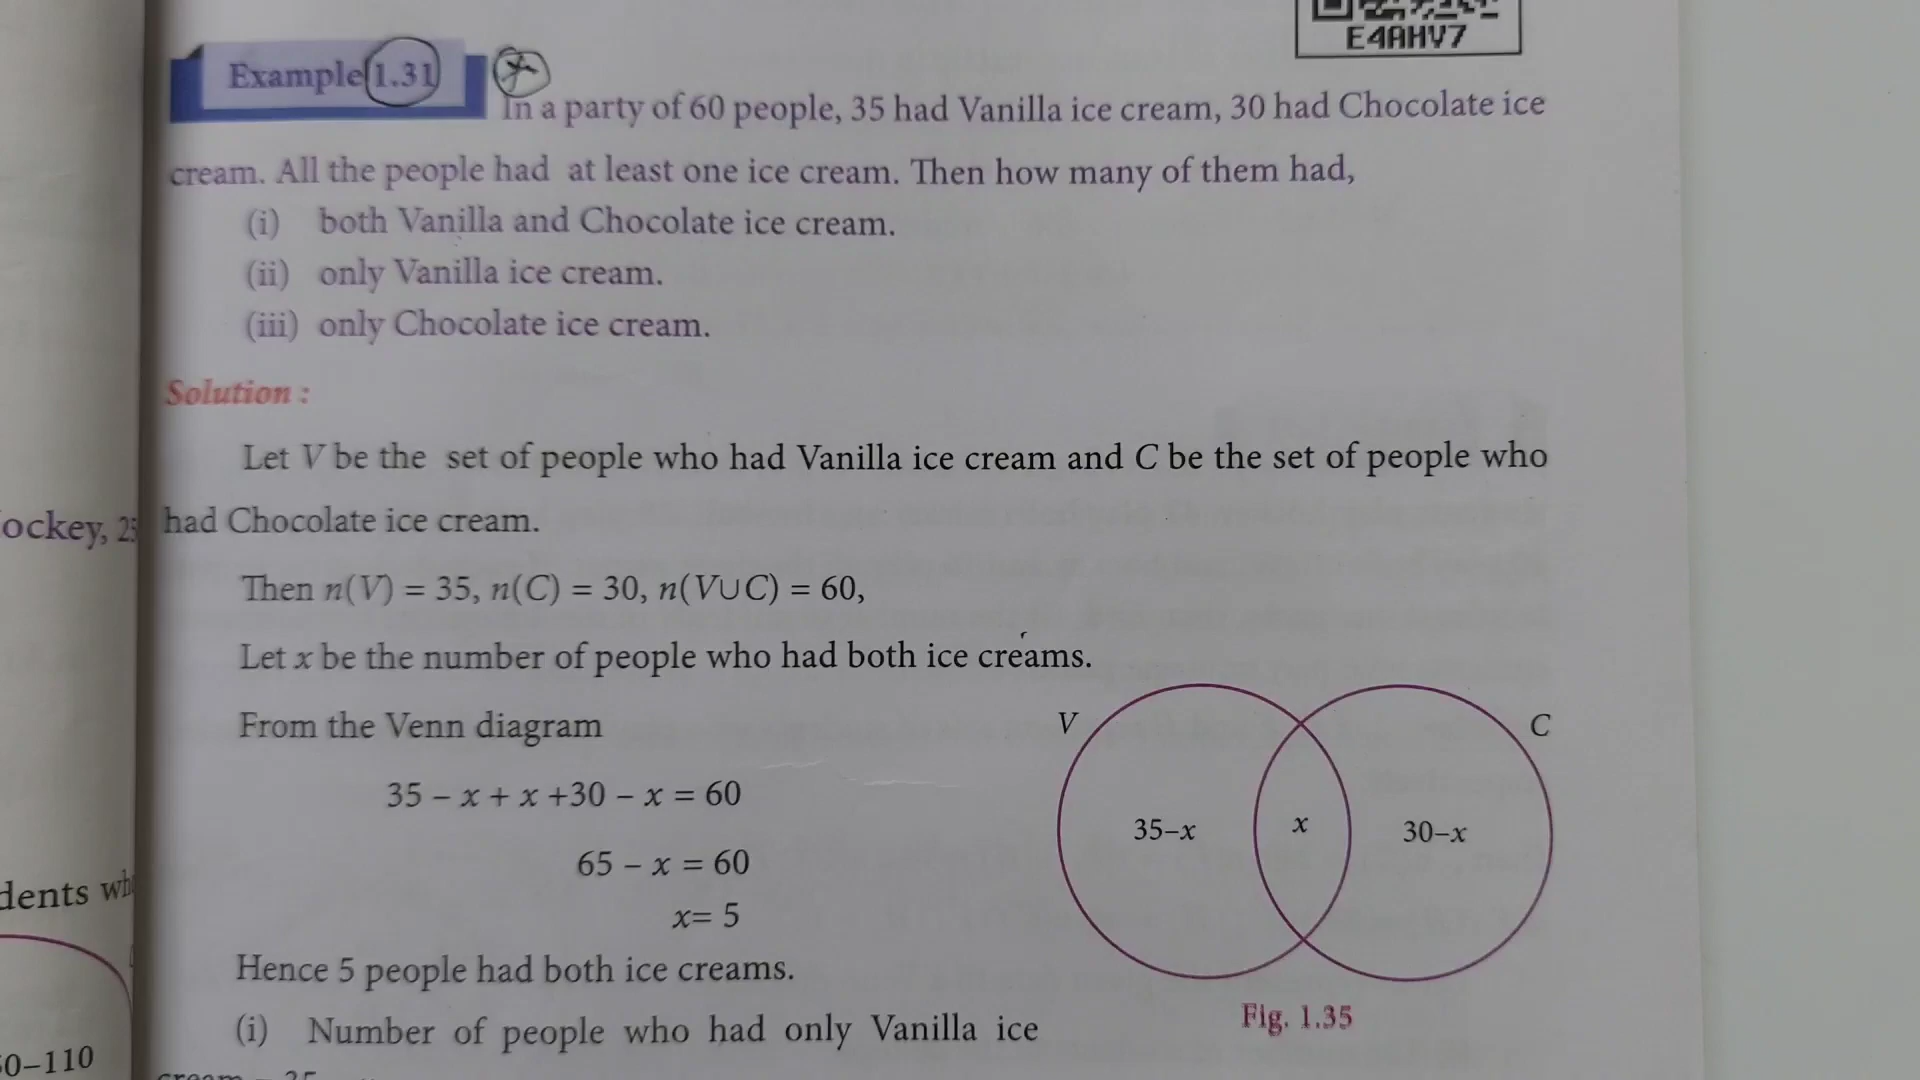 E4AHV7
Example 1.31
In a party of 60 people, 35 had Vanilla ice cream, 30 had Chocolate ice
cream. All the people had at least one ice cream. Then how many of them had,
(i) both Vanilla and Chocolate ice cream.
(ii) only Vanilla ice cream.
(iii) only Chocolate ice cream.
Solution :
Let V be the set of people who had Vanilla ice cream and C be the set of people who
had Chocolate ice cream.
ockey, 25
Then n(V) = 35, n(C) = 30, n(V∪C) = 60,
Let x be the number of people who had both ice creams.
From the Venn diagram
35 – x + x +30 – x = 60
65 – x = 60
x= 5
Hence 5 people had both ice creams.
(i) Number of people who had only Vanilla ice
V
C
35–x
x
30–x
Fig. 1.35
dents wh
0–110